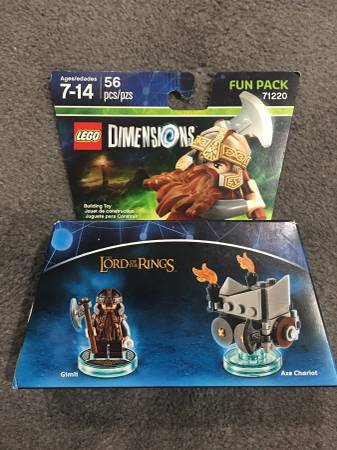 Ages/edades
7-14
56
pcs/pzs
FUN PACK
71220
LEGO DIMENSIONS
Building Toy
Jouet de construction
Juguete para Construir
THE LORD OF THE RINGS
Gimli
Axe Chariot